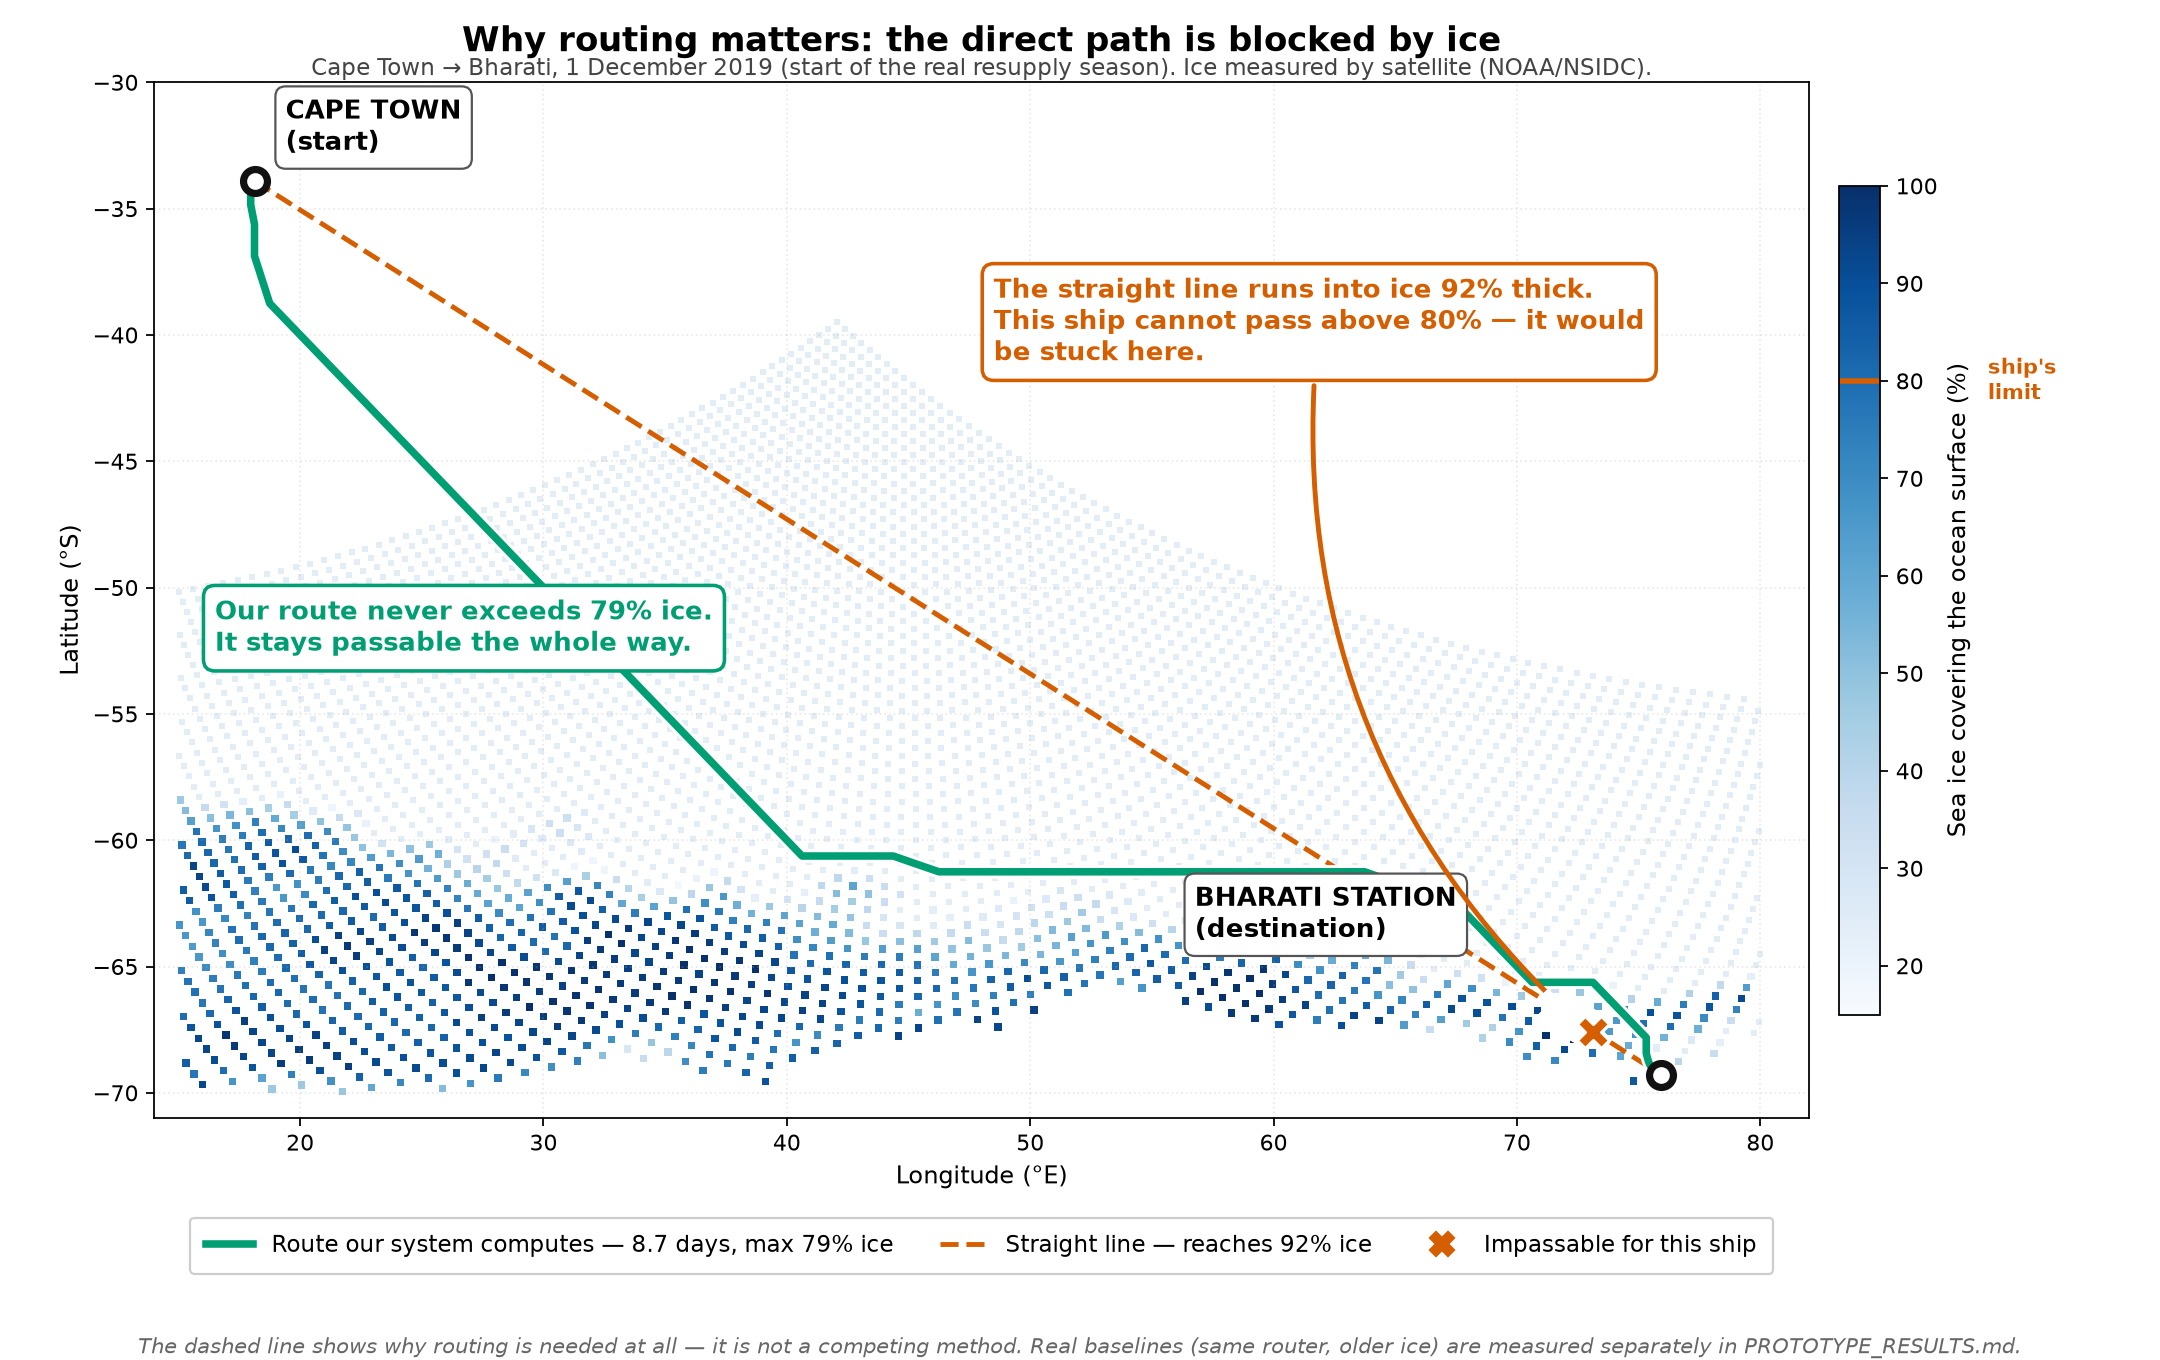 Why routing matters: the direct path is blocked by ice
Cape Town → Bharati, 1 December 2019 (start of the real resupply season). Ice measured by satellite (NOAA/NSIDC).
−30
−35
−40
−45
−50
−55
−60
−65
−70
Latitude (°S)
CAPE TOWN
(start)
The straight line runs into ice 92% thick.
This ship cannot pass above 80% — it would
be stuck here.
Our route never exceeds 79% ice.
It stays passable the whole way.
BHARATI STATION
(destination)
20
30
40
50
60
70
80
Longitude (°E)
100
90
80
70
60
50
40
30
20
Sea ice covering the ocean surface (%)
ship's
limit
Route our system computes — 8.7 days, max 79% ice
Straight line — reaches 92% ice
Impassable for this ship
The dashed line shows why routing is needed at all — it is not a competing method. Real baselines (same router, older ice) are measured separately in PROTOTYPE_RESULTS.md.